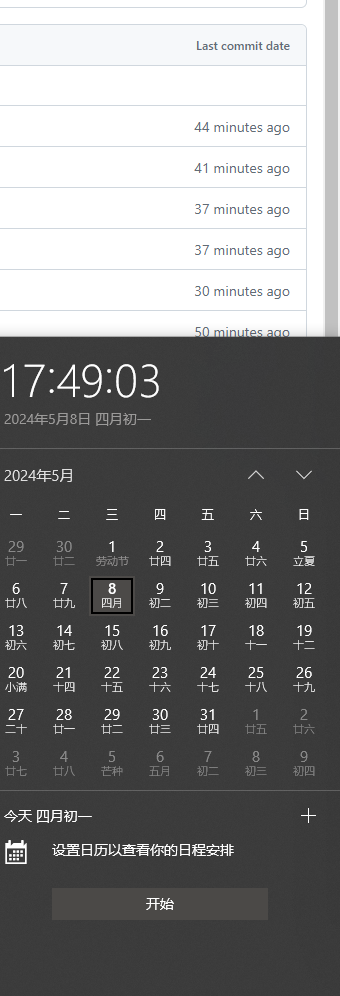 Last commit date
44 minutes ago
41 minutes ago
37 minutes ago
37 minutes ago
30 minutes ago
50 minutes ago
17:49:03
2024年5月8日 四月初一
2024年5月
一 二 三 四 五 六 日
29 30 1 2 3 4 5
廿一 廿二 劳动节 廿四 廿五 廿六 立夏
6 7 8 9 10 11 12
廿八 廿九 四月 初二 初三 初四 初五
13 14 15 16 17 18 19
初六 初七 初八 初九 初十 十一 十二
20 21 22 23 24 25 26
小满 十四 十五 十六 十七 十八 十九
27 28 29 30 31 1 2
二十 廿一 廿二 廿三 廿四 廿五 廿六
3 4 5 6 7 8 9
廿七 廿八 芒种 五月 初二 初三 初四
今天 四月初一
设置日历以查看你的日程安排
开始